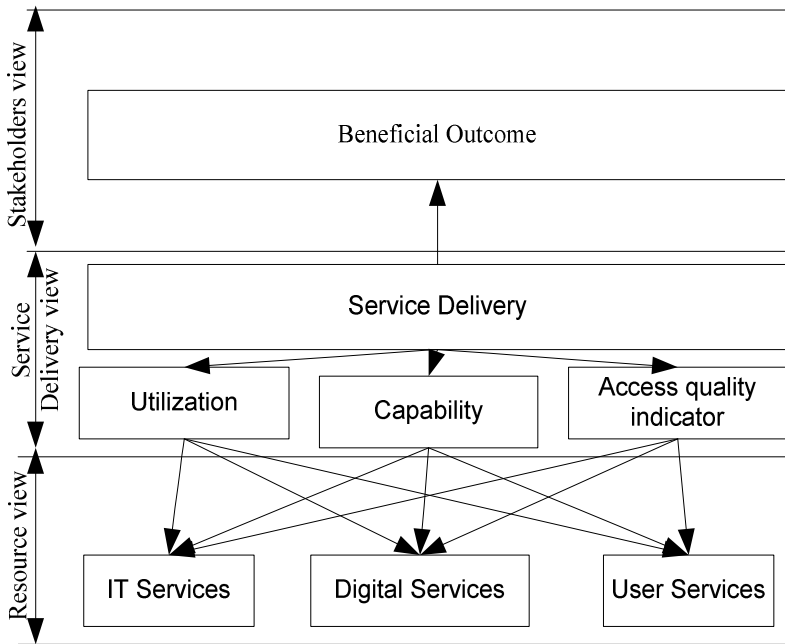 Stakeholders view
Beneficial Outcome
Service
Delivery view
Service Delivery
Utilization
Capability
Access quality
indicator
Resource view
IT Services
Digital Services
User Services